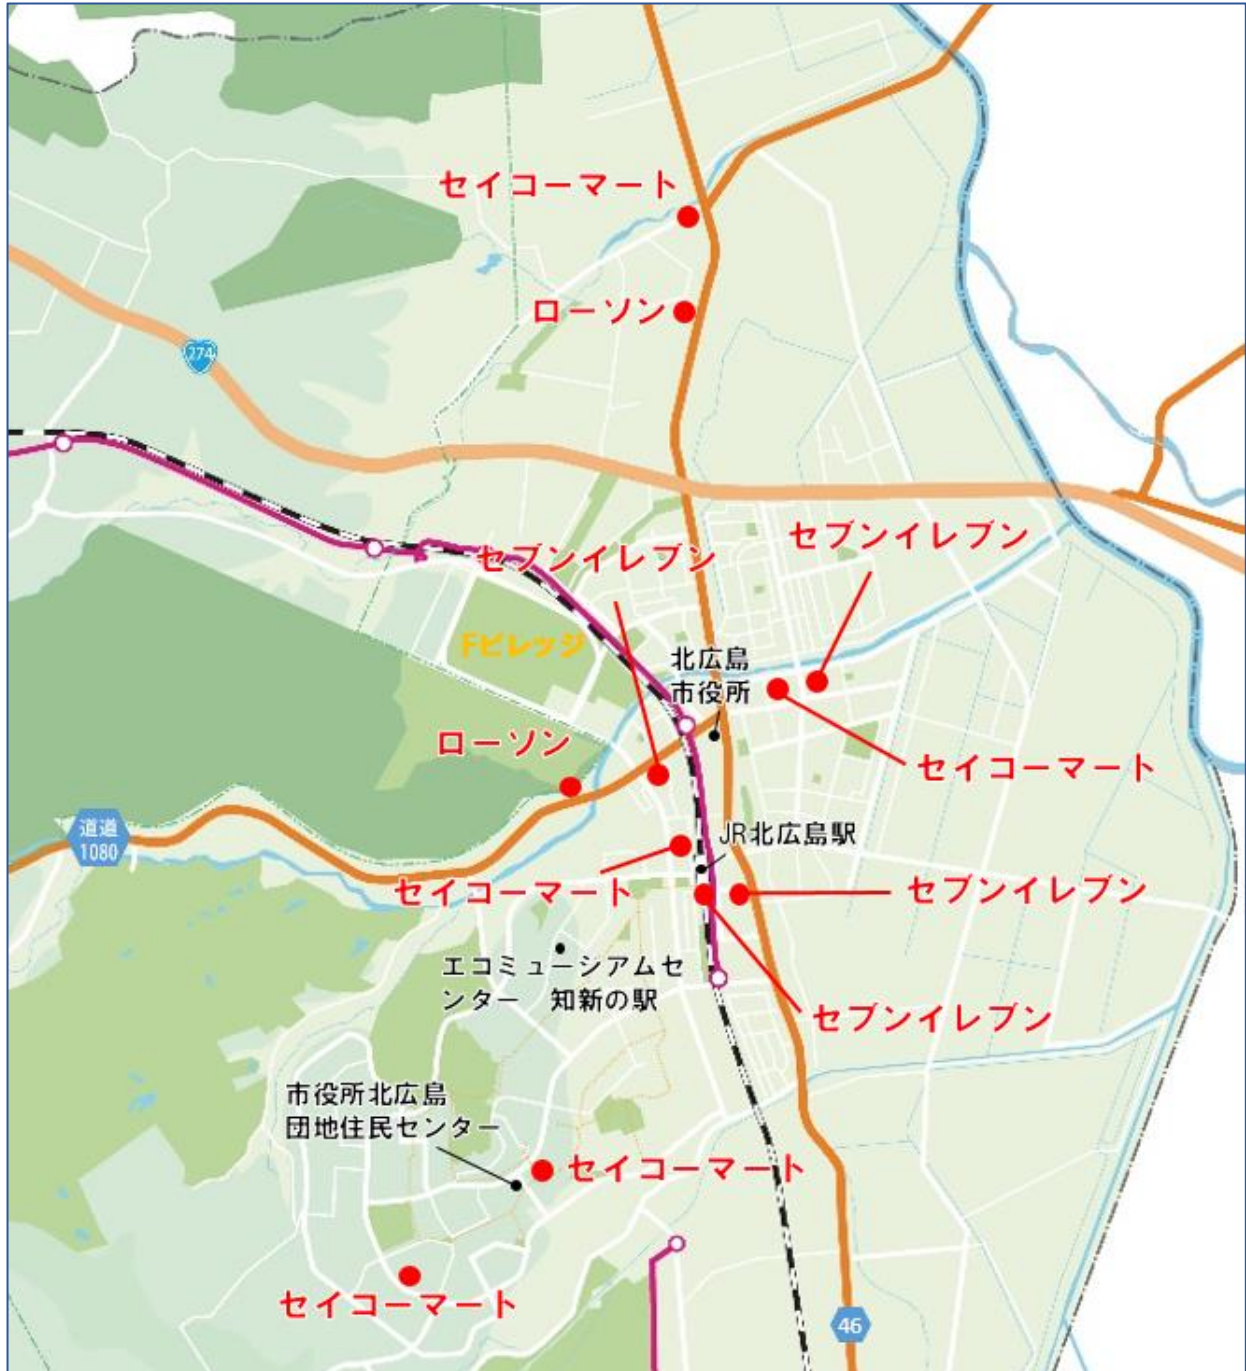 セイコーマート
ローソン
274
セブンイレブン
セブンイレブン
Fビレッジ
北広島
市役所
ローソン
セイコーマート
道道
1080
JR北広島駅
セイコーマート
セブンイレブン
エコミュージアムセ
ンター 知新の駅
セブンイレブン
市役所北広島
団地住民センター
セイコーマート
セイコーマート
46